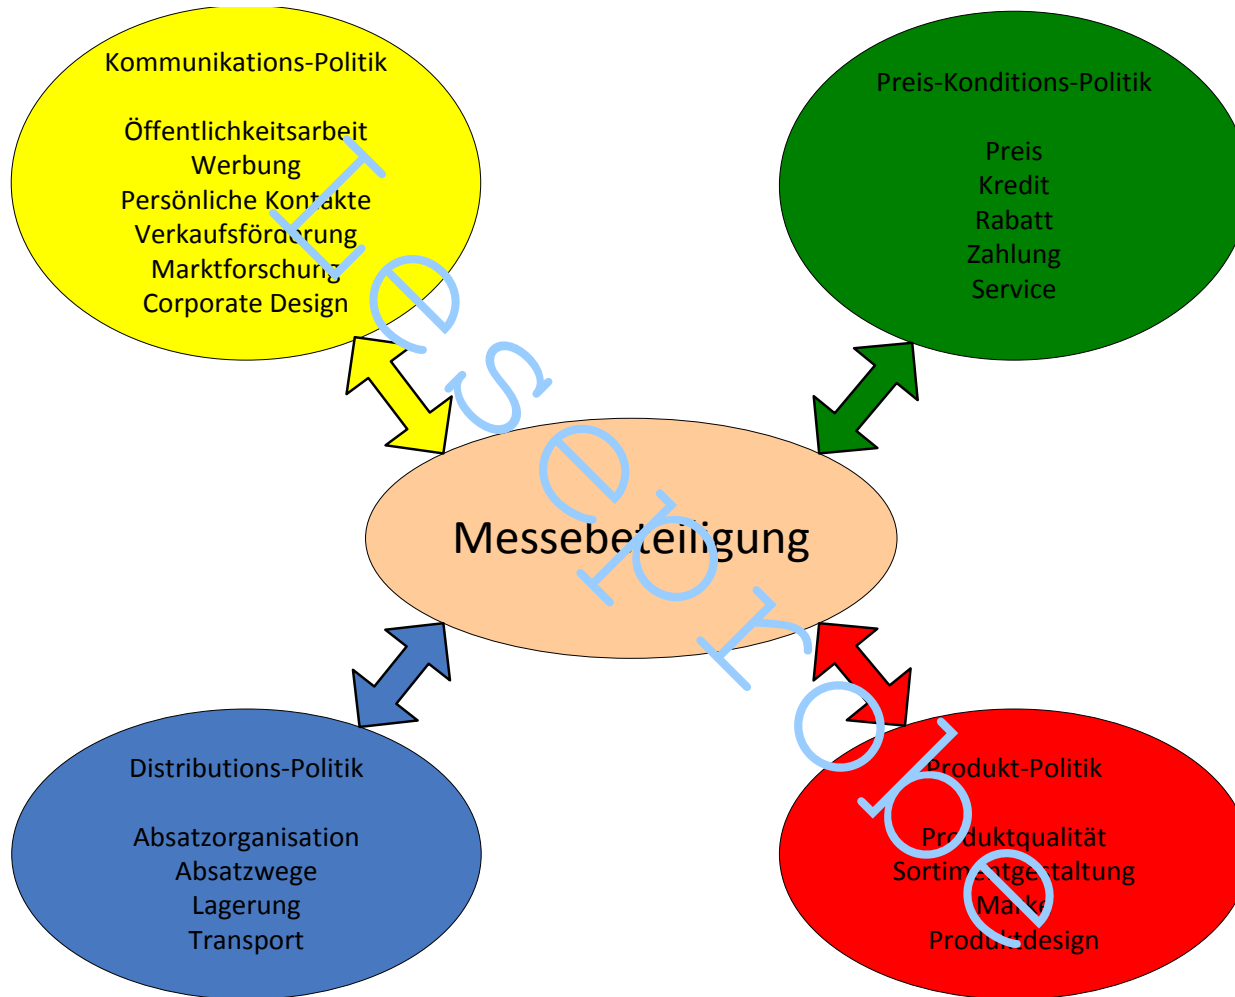 Kommunikations-Politik
Öffentlichkeitsarbeit
Werbung
Persönliche Kontakte
Verkaufsförderung
Marktforschung
Corporate Design
Preis-Konditions-Politik
Preis
Kredit
Rabatt
Zahlung
Service
Messebeteiligung
Distributions-Politik
Absatzorganisation
Absatzwege
Lagerung
Transport
Produkt-Politik
Produktqualität
Sortimentgestaltung
Marke
Produktdesign
Leseprobe